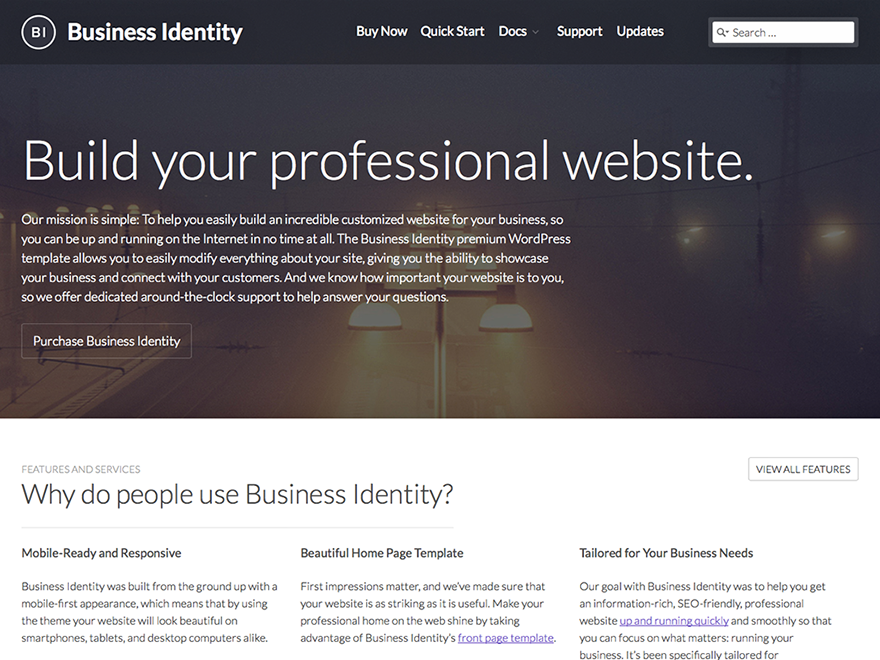 BI Business Identity Buy Now Quick Start Docs Support Updates Search ...
Build your professional website.
Our mission is simple: To help you easily build an incredible customized website for your business, so
you can be up and running on the Internet in no time at all. The Business Identity premium WordPress
template allows you to easily modify everything about your site, giving you the ability to showcase
your business and connect with your customers. And we know how important your website is to you,
so we offer dedicated around-the-clock support to help answer your questions.
Purchase Business Identity
FEATURES AND SERVICES
VIEW ALL FEATURES
Why do people use Business Identity?
Mobile-Ready and Responsive
Business Identity was built from the ground up with a
mobile-first appearance, which means that by using
the theme your website will look beautiful on
smartphones, tablets, and desktop computers alike.
Beautiful Home Page Template
First impressions matter, and we've made sure that
your website is as striking as it is useful. Make your
professional home on the web shine by taking
advantage of Business Identity's front page template.
Tailored for Your Business Needs
Our goal with Business Identity was to help you get
an information-rich, SEO-friendly, professional
website up and running quickly and smoothly so that
you can focus on what matters: running your
business. It's been specifically tailored for